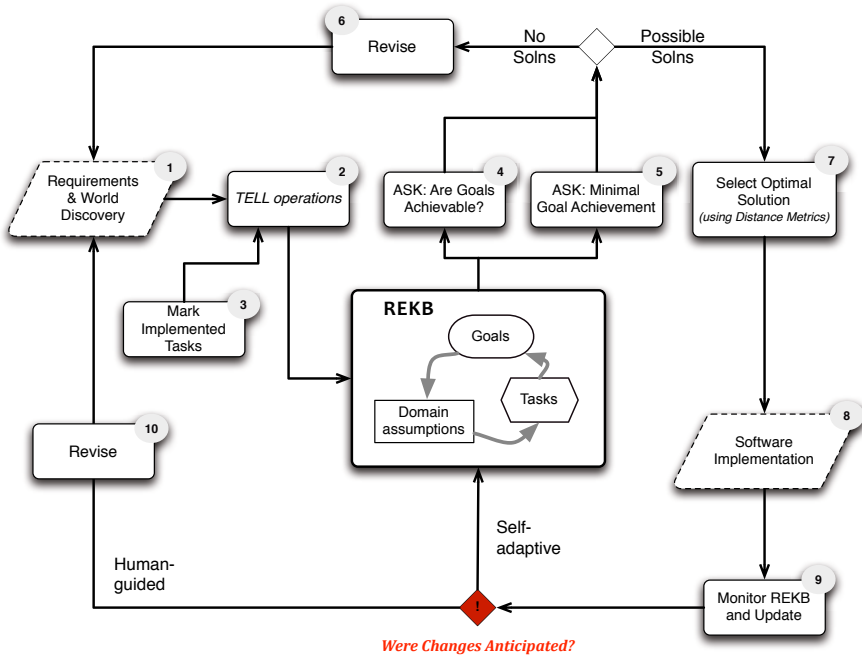 6
Revise
No
Solns
Possible
Solns
1
Requirements
& World
Discovery
2
TELL operations
4
ASK: Are Goals
Achievable?
5
ASK: Minimal
Goal Achievement
7
Select Optimal
Solution
(using Distance Metrics)
3
Mark
Implemented
Tasks
REKB
Goals
Tasks
Domain
assumptions
10
Revise
8
Software
Implementation
Self-
adaptive
Human-
guided
9
Monitor REKB
and Update
!
Were Changes Anticipated?